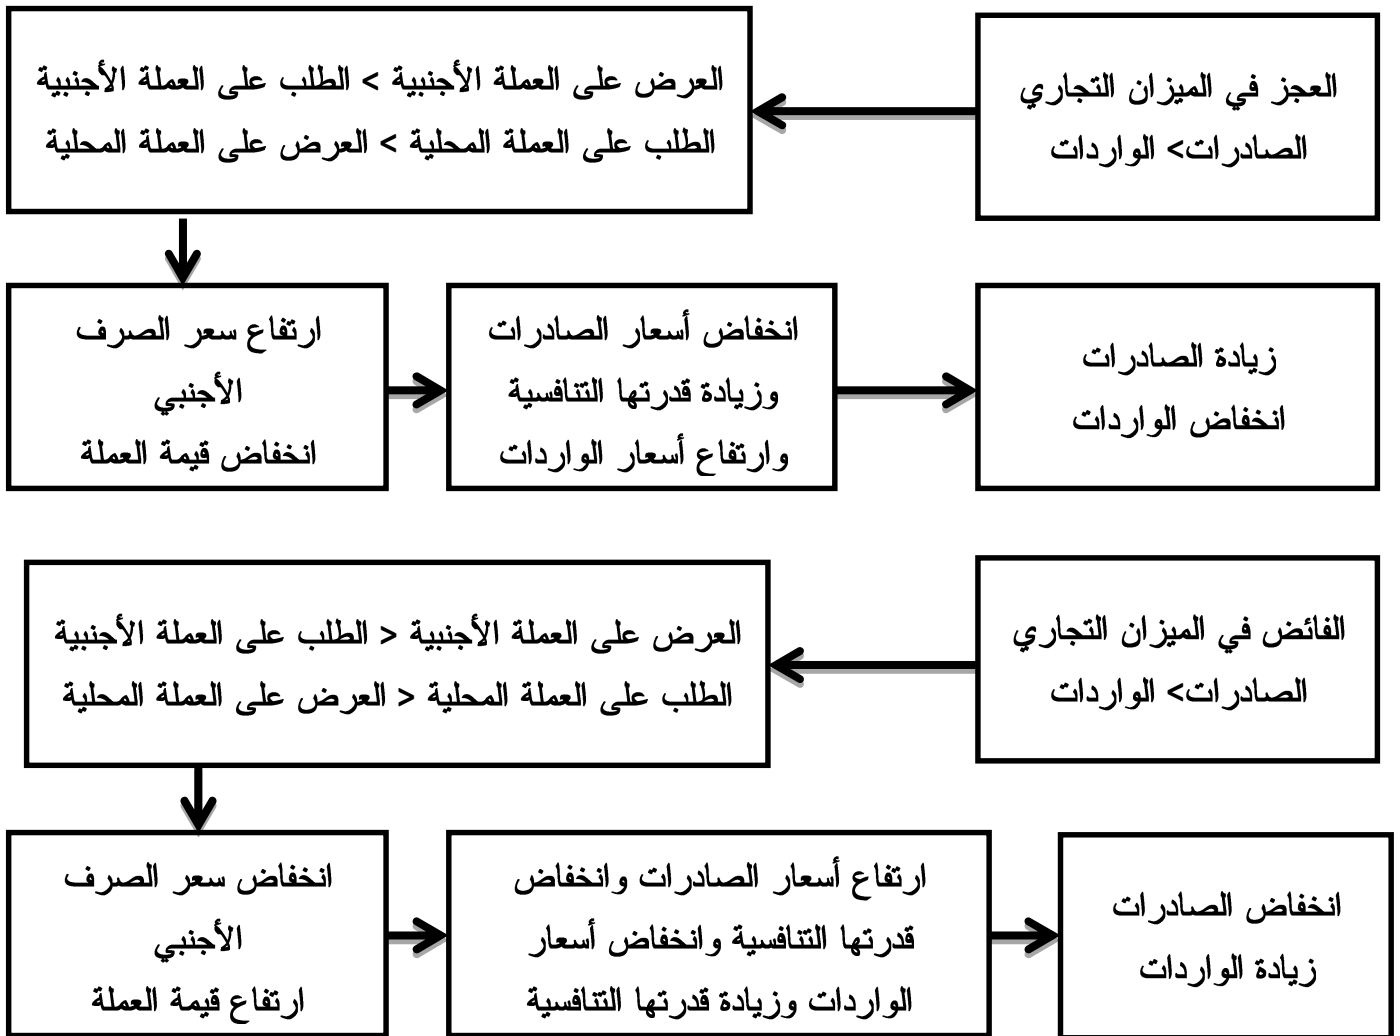 العجز في الميزان التجاري
الصادرات> الواردات
العرض على العملة الأجنبية < الطلب على العملة الأجنبية
الطلب على العملة المحلية < العرض على العملة المحلية
ارتفاع سعر الصرف
الأجنبي
انخفاض قيمة العملة
انخفاض أسعار الصادرات
وزيادة قدرتها التنافسية
وارتفاع أسعار الواردات
زيادة الصادرات
انخفاض الواردات
الفائض في الميزان التجاري
الصادرات> الواردات
العرض على العملة الأجنبية > الطلب على العملة الأجنبية
الطلب على العملة المحلية > العرض على العملة المحلية
انخفاض سعر الصرف
الأجنبي
ارتفاع قيمة العملة
ارتفاع أسعار الصادرات وانخفاض
قدرتها التنافسية وانخفاض أسعار
الواردات وزيادة قدرتها التنافسية
انخفاض الصادرات
زيادة الواردات